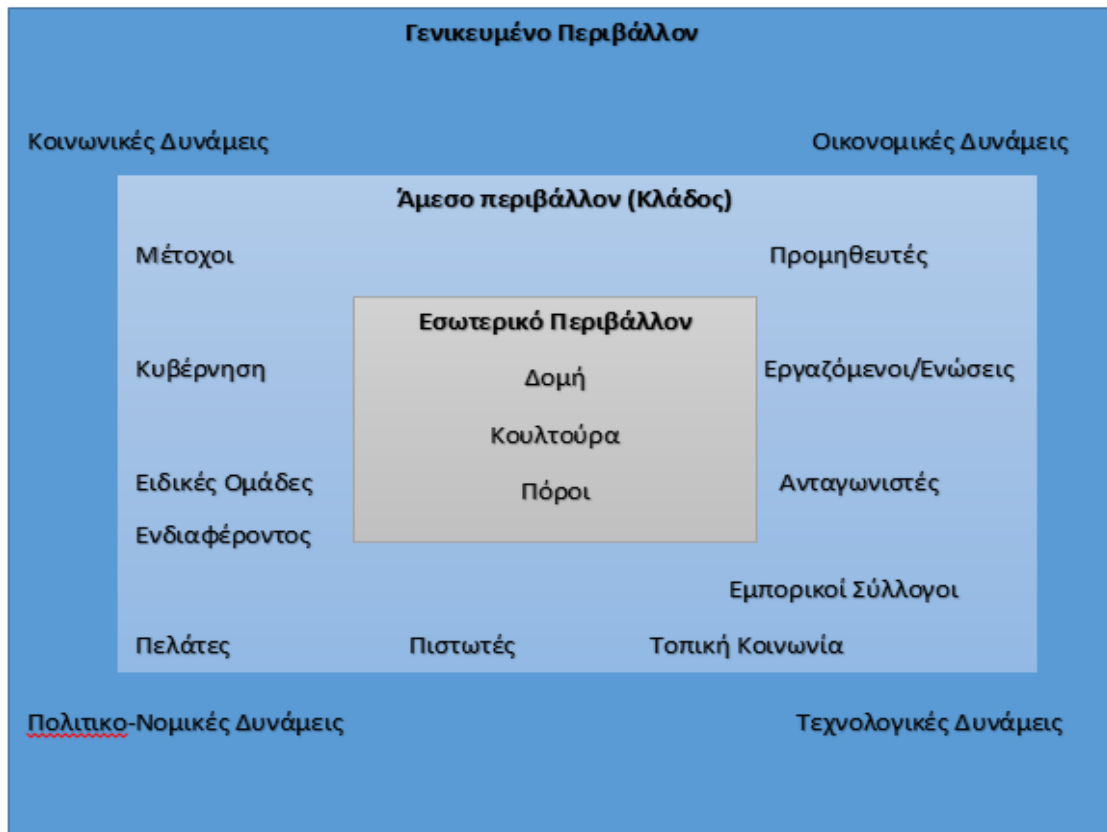 Γενικευμένο Περιβάλλον
Κοινωνικές Δυνάμεις
Οικονομικές Δυνάμεις
Άμεσο περιβάλλον (Κλάδος)
Μέτοχοι
Προμηθευτές
Εσωτερικό Περιβάλλον
Κυβέρνηση
Δομή
Εργαζόμενοι/Ενώσεις
Κουλτούρα
Ειδικές Ομάδες
Πόροι
Ανταγωνιστές
Ενδιαφέροντος
Εμπορικοί Σύλλογοι
Πελάτες
Πιστωτές
Τοπική Κοινωνία
Πολιτικο-Νομικές Δυνάμεις
Τεχνολογικές Δυνάμεις